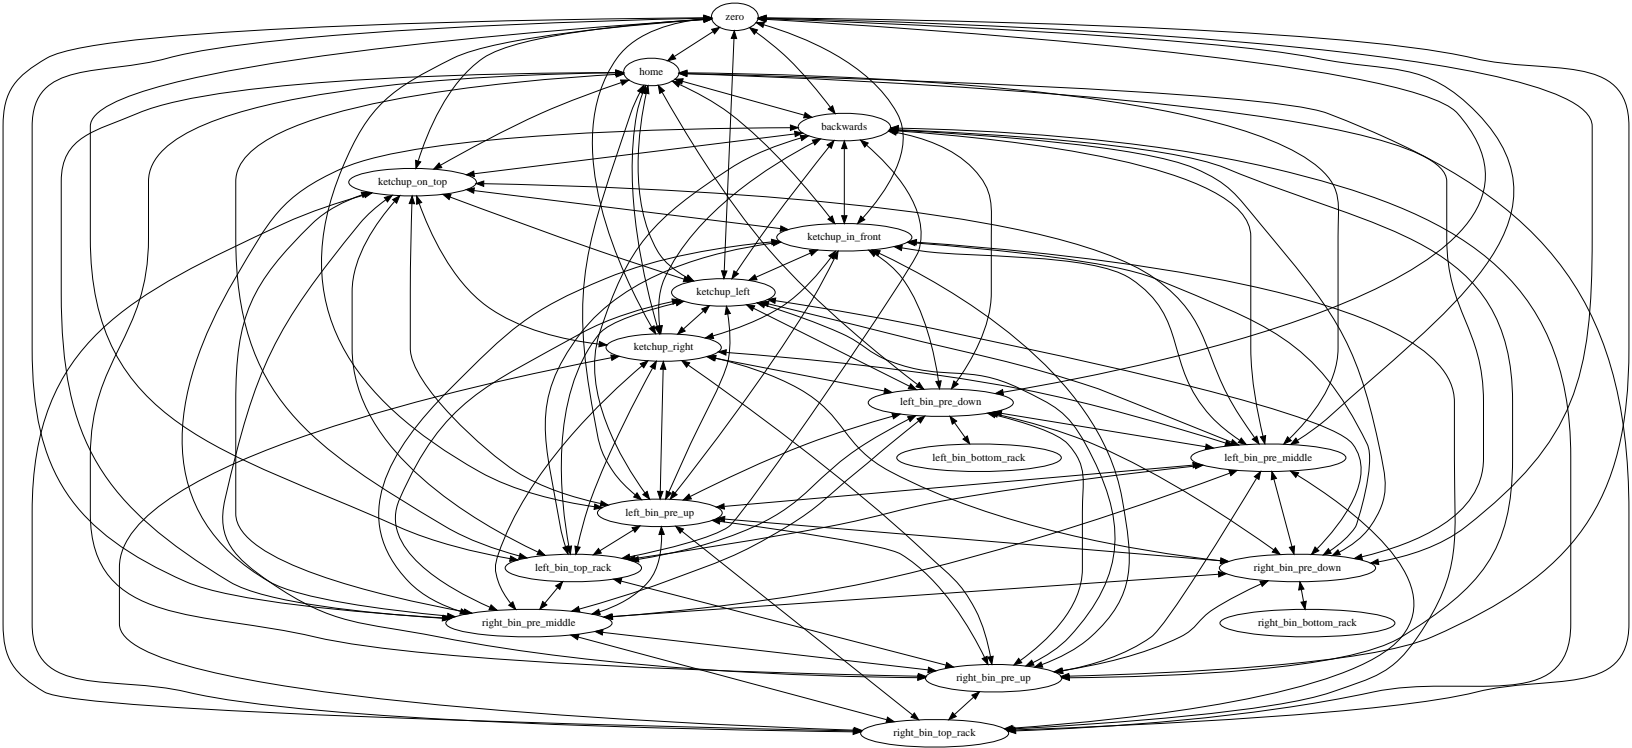 zero
home
backwards
ketchup_on_top
ketchup_in_front
ketchup_left
ketchup_right
left_bin_pre_down
left_bin_bottom_rack
left_bin_pre_middle
left_bin_pre_up
left_bin_top_rack
right_bin_pre_down
right_bin_pre_middle
right_bin_bottom_rack
right_bin_pre_up
right_bin_top_rack